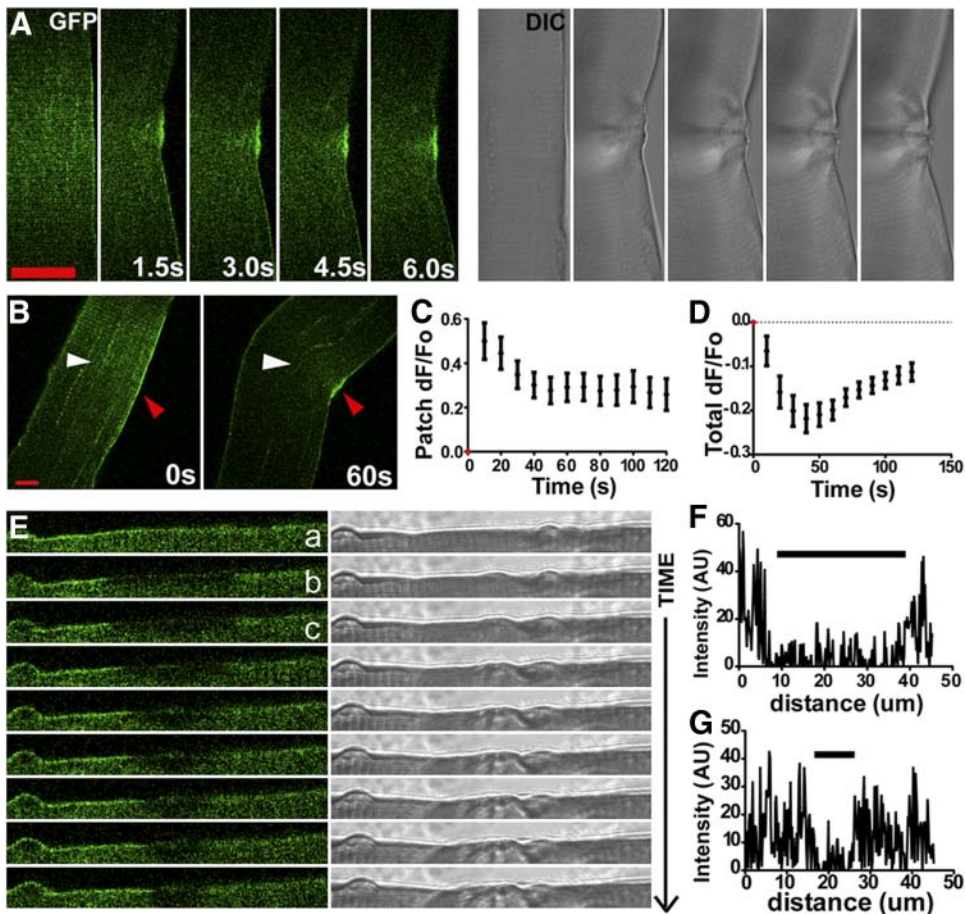 A GFP
1.5s 3.0s 4.5s 6.0s
DIC
B
0s 60s
C
Patch dF/Fo
0.6
0.4
0.2
0.0
0 20 40 60 80 100 120
Time (s)
D
Total dF/Fo
0.0
-0.1
-0.2
-0.3
0 50 100 150
Time (s)
E
a
b
c
TIME
F
Intensity (AU)
60
40
20
0
0 10 20 30 40 50
distance (um)
G
Intensity (AU)
50
40
30
20
10
0
0 10 20 30 40 50
distance (um)